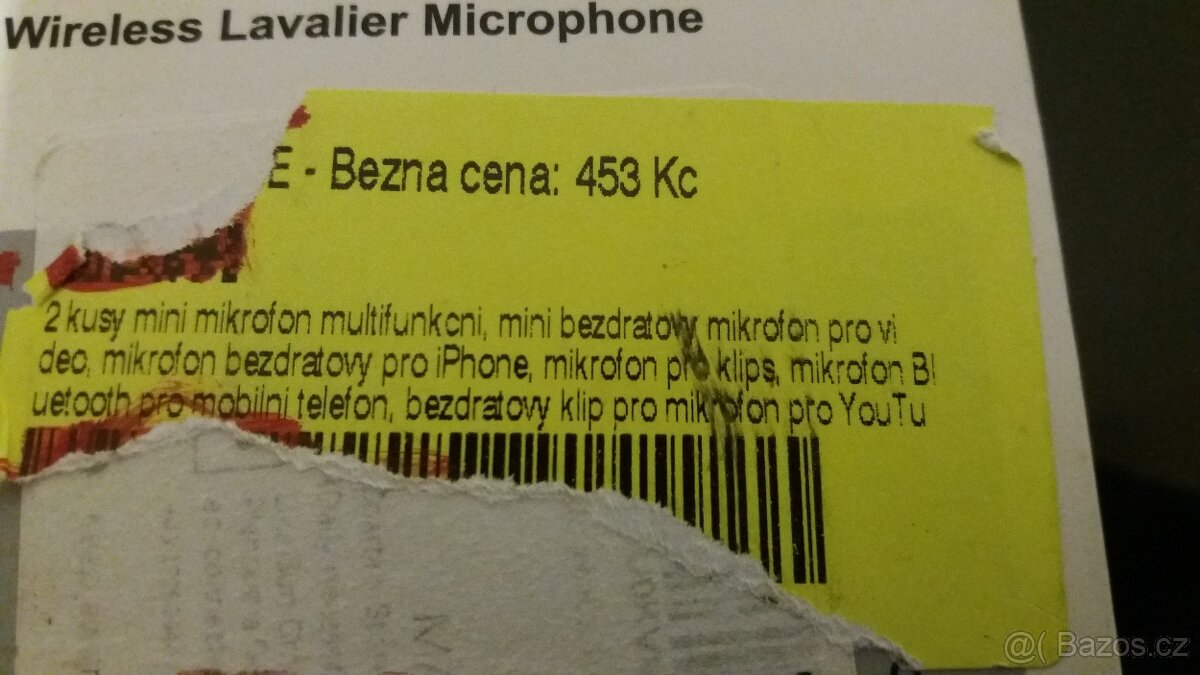 Wireless Lavalier Microphone
E - Bezna cena: 453 Kc
2 kusy mini mikrofon multifunkcni, mini bezdratovy mikrofon pro vi
deo, mikrofon bezdratovy pro iPhone, mikrofon pro klips, mikrofon Bl
uetooth pro mobilni telefon, bezdratovy klip pro mikrofon pro YouTu
@( Bazos.cz